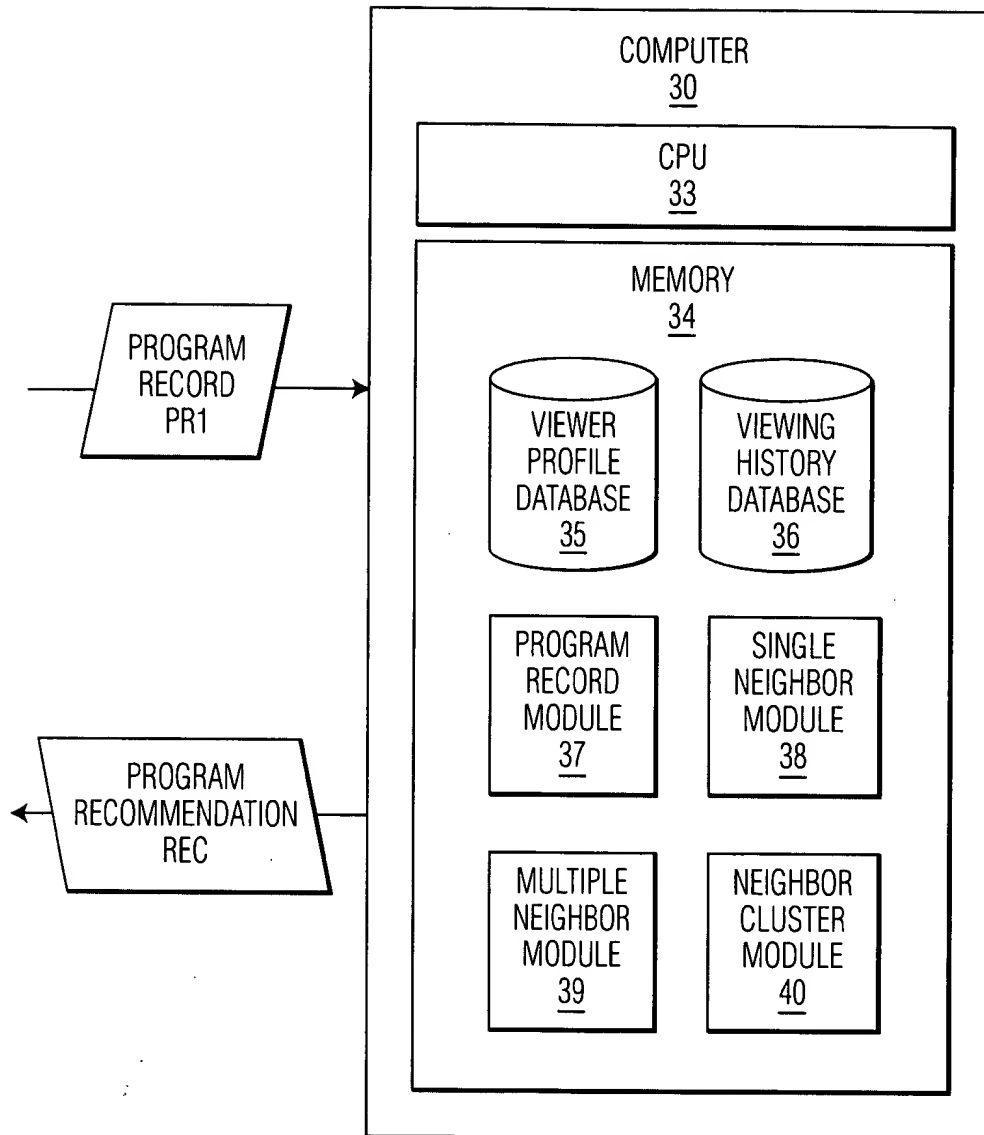 COMPUTER
30
CPU
33
MEMORY
34
PROGRAM
RECORD
PR1
VIEWER
PROFILE
DATABASE
35
VIEWING
HISTORY
DATABASE
36
PROGRAM
RECORD
MODULE
37
SINGLE
NEIGHBOR
MODULE
38
PROGRAM
RECOMMENDATION
REC
MULTIPLE
NEIGHBOR
MODULE
39
NEIGHBOR
CLUSTER
MODULE
40